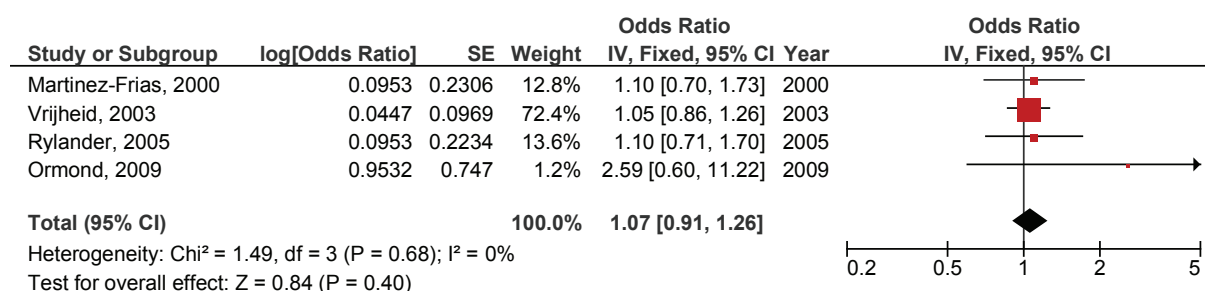 Odds Ratio Odds Ratio
Study or Subgroup log[Odds Ratio] SE Weight IV, Fixed, 95% CI Year IV, Fixed, 95% CI
Martinez-Frias, 2000 0.0953 0.2306 12.8% 1.10 [0.70, 1.73] 2000
Vrijheid, 2003 0.0447 0.0969 72.4% 1.05 [0.86, 1.26] 2003
Rylander, 2005 0.0953 0.2234 13.6% 1.10 [0.71, 1.70] 2005
Ormond, 2009 0.9532 0.747 1.2% 2.59 [0.60, 11.22] 2009
Total (95% CI) 100.0% 1.07 [0.91, 1.26]
Heterogeneity: Chi² = 1.49, df = 3 (P = 0.68); I² = 0%
0.2 0.5 1 2 5
Test for overall effect: Z = 0.84 (P = 0.40)